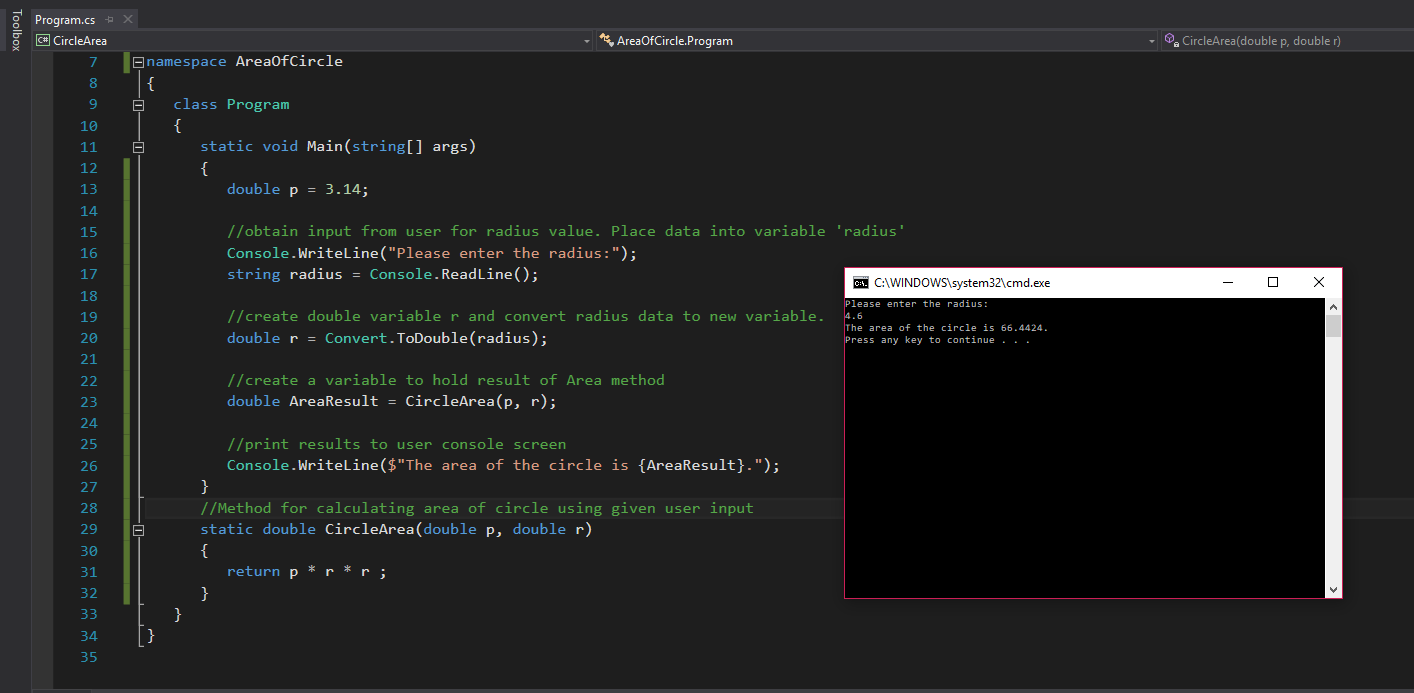 Toolbox
Program.cs
C# CircleArea
AreaOfCircle.Program
CircleArea(double p, double r)
7 namespace AreaOfCircle
8 {
9 class Program
10 {
11 static void Main(string[] args)
12 {
13 double p = 3.14;
14
15 //obtain input from user for radius value. Place data into variable 'radius'
16 Console.WriteLine("Please enter the radius:");
17 string radius = Console.ReadLine();
18
19 //create double variable r and convert radius data to new variable.
20 double r = Convert.ToDouble(radius);
21
22 //create a variable to hold result of Area method
23 double AreaResult = CircleArea(p, r);
24
25 //print results to user console screen
26 Console.WriteLine($"The area of the circle is {AreaResult}.");
27 }
28 //Method for calculating area of circle using given user input
29 static double CircleArea(double p, double r)
30 {
31 return p * r * r ;
32 }
33 }
34 }
35
C:\WINDOWS\system32\cmd.exe
Please enter the radius:
4.6
The area of the circle is 66.4424.
Press any key to continue . . .